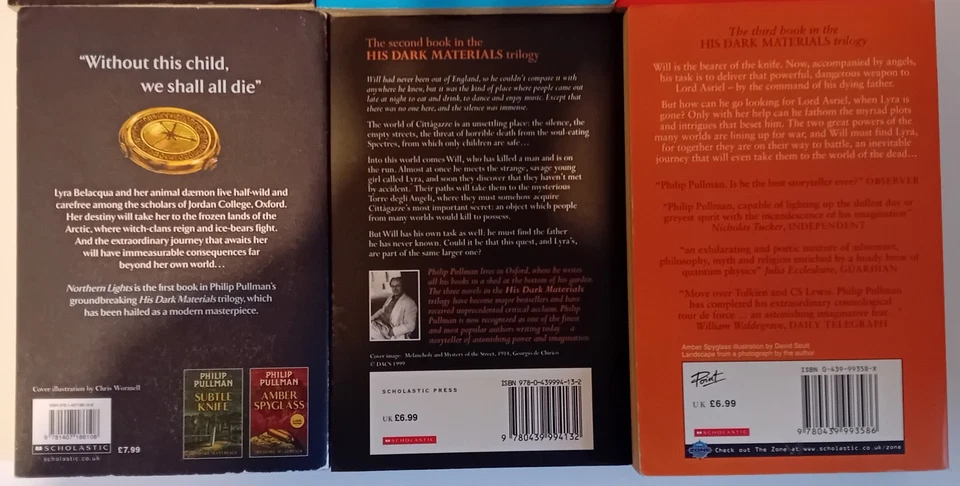 "Without this child,
we shall all die"
Lyra Belacqua and her animal dæmon live half-wild and
carefree among the scholars of Jordan College, Oxford.
Her destiny will take her to the frozen lands of the
Arctic, where witch-clans reign and ice-bears fight.
And the extraordinary journey that awaits her
will have immeasurable consequences far
beyond her own world...
Northern Lights is the first book in Philip Pullman's
groundbreaking His Dark Materials trilogy, which
has been hailed as a modern masterpiece.
Cover illustration by Chris Wormell
9 781407 186108
SCHOLASTIC
scholastic.co.uk
£7.99
PHILIP
PULLMAN
SUBTLE
KNIFE
PHILIP
PULLMAN
AMBER
SPYGLASS
The second book in the
HIS DARK MATERIALS trilogy
Will had never been out of England, so he couldn't compare it with
anywhere he knew, but it was the kind of place where people came out
late at night to eat and drink, to dance and enjoy music. Except that
there was no one here, and the silence was immense.
The world of Cittàgazze is an unsettling place: the silence, the
empty streets, the threat of horrible death from the soul-eating
Spectres, from which only children are safe...
Into this world comes Will, who has killed a man and is on
the run. Almost at once he meets the strange, savage young
girl called Lyra, and soon they discover that they haven't met
by accident. Their paths will take them to the mysterious
Torre degli Angeli, where they must somehow acquire
Cittàgazze's most important secret: an object which people
from many worlds would kill to possess.
But Will has his own task as well: he must find the father
he has never known. Could it be that this quest, and Lyra's,
are part of the same larger one?
Philip Pullman lives in Oxford, where he writes
all his books in a shed at the bottom of his garden.
The three novels in the His Dark Materials
trilogy have become major bestsellers and have
received unprecedented critical acclaim. Philip
Pullman is now recognized as one of the finest
and most popular authors writing today – a
storyteller of astonishing power and imagination.
Cover image: Melancholy and Mystery of the Street, 1914, Georgio de Chirico
© DACS 1999
SCHOLASTIC PRESS
UK £6.99
SCHOLASTIC
ISBN 978-0-439994-13-2
9 780439 994132
The third book in the
HIS DARK MATERIALS trilogy
Will is the bearer of the knife. Now, accompanied by angels,
his task is to deliver that powerful, dangerous weapon to
Lord Asriel – by the command of his dying father.
But how can he go looking for Lord Asriel, when Lyra is
gone? Only with her help can he fathom the myriad plots
and intrigues that beset him. The two great powers of the
many worlds are lining up for war, and Will must find Lyra,
for together they are on their way to battle, an inevitable
journey that will even take them to the world of the dead...
"Philip Pullman. Is he the best storyteller ever?" OBSERVER
"Philip Pullman, capable of lighting up the dullest day or
greyest spirit with the incandescence of his imagination"
Nicholas Tucker, INDEPENDENT
"an exhilarating and poetic mixture of adventure,
philosophy, myth and religion enriched by a heady brew of
quantum physics" Julia Eccleshare, GUARDIAN
"Move over Tolkien and CS Lewis. Philip Pullman
has completed his extraordinary cosmological
tour de force ... an astonishing imaginative feat"
William Waldegrave, DAILY TELEGRAPH
Amber Spyglass illustration by David Scutt
Landscape from a photograph by the author
Point
UK £6.99
SCHOLASTIC
ISBN 0-439-99358-X
9 780439 993586
Check out The Zone at www.scholastic.co.uk/zone